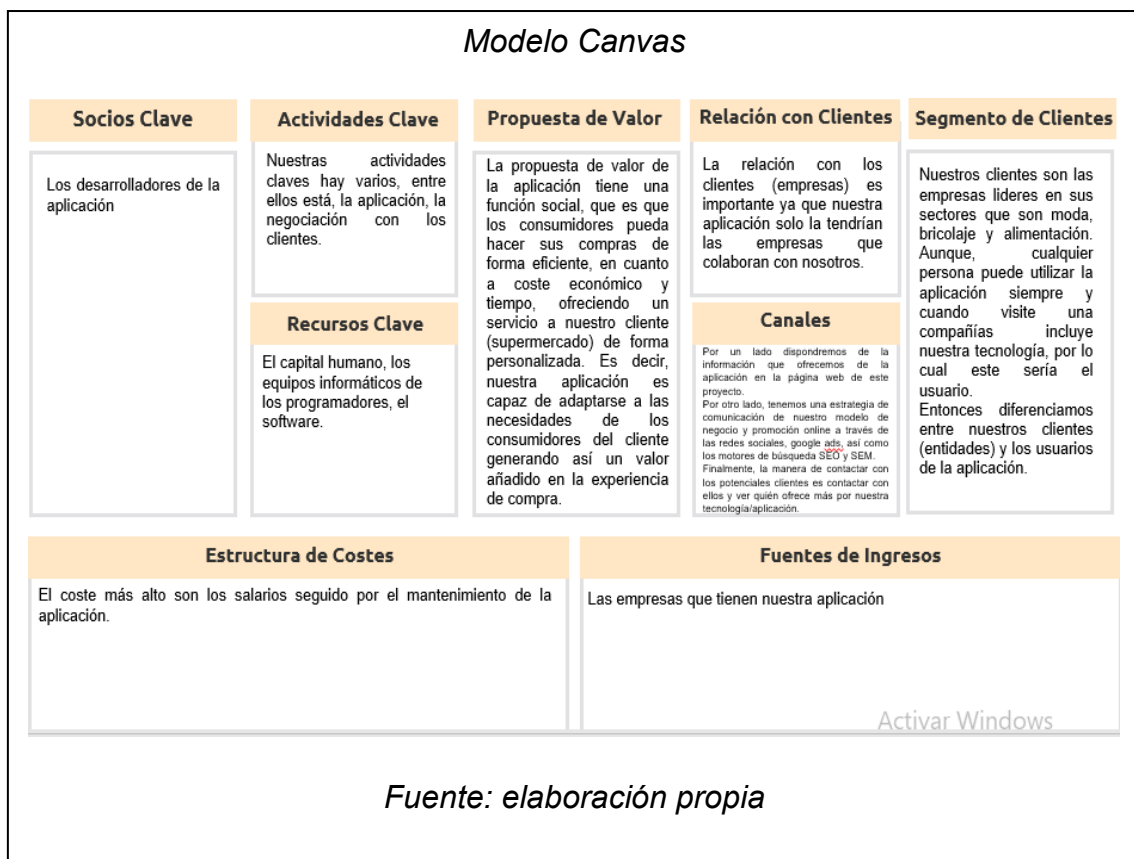 Modelo Canvas
Socios Clave
Los desarrolladores de la
aplicación
Actividades Clave
Nuestras actividades
claves hay varios, entre
ellos está, la aplicación, la
negociación con los
clientes.
Recursos Clave
El capital humano, los
equipos informáticos de
los programadores, el
software.
Propuesta de Valor
La propuesta de valor de
la aplicación tiene una
función social, que es que
los consumidores pueda
hacer sus compras de
forma eficiente, en cuanto
a coste económico y
tiempo, ofreciendo un
servicio a nuestro cliente
(supermercado) de forma
personalizada. Es decir,
nuestra aplicación es
capaz de adaptarse a las
necesidades de los
consumidores del cliente
generando así un valor
añadido en la experiencia
de compra.
Relación con Clientes
La relación con los
clientes (empresas) es
importante ya que nuestra
aplicación solo la tendrían
las empresas que
colaboran con nosotros.
Canales
Por un lado dispondremos de la
información que ofrecemos de la
aplicación en la página web de este
proyecto.
Por otro lado, tenemos una estrategia de
comunicación de nuestro modelo de
negocio y promoción online a través de
las redes sociales, google ads, así como
los motores de búsqueda SEO y SEM.
Finalmente, la manera de contactar con
los potenciales clientes es contactar con
ellos y ver quién ofrece más por nuestra
tecnología/aplicación.
Segmento de Clientes
Nuestros clientes son las
empresas lideres en sus
sectores que son moda,
bricolaje y alimentación.
Aunque, cualquier
persona puede utilizar la
aplicación siempre y
cuando visite una
compañías incluye
nuestra tecnología, por lo
cual este sería el
usuario.
Entonces diferenciamos
entre nuestros clientes
(entidades) y los usuarios
de la aplicación.
Estructura de Costes
El coste más alto son los salarios seguido por el mantenimiento de la
aplicación.
Fuentes de Ingresos
Las empresas que tienen nuestra aplicación
Activar Windows
Fuente: elaboración propia